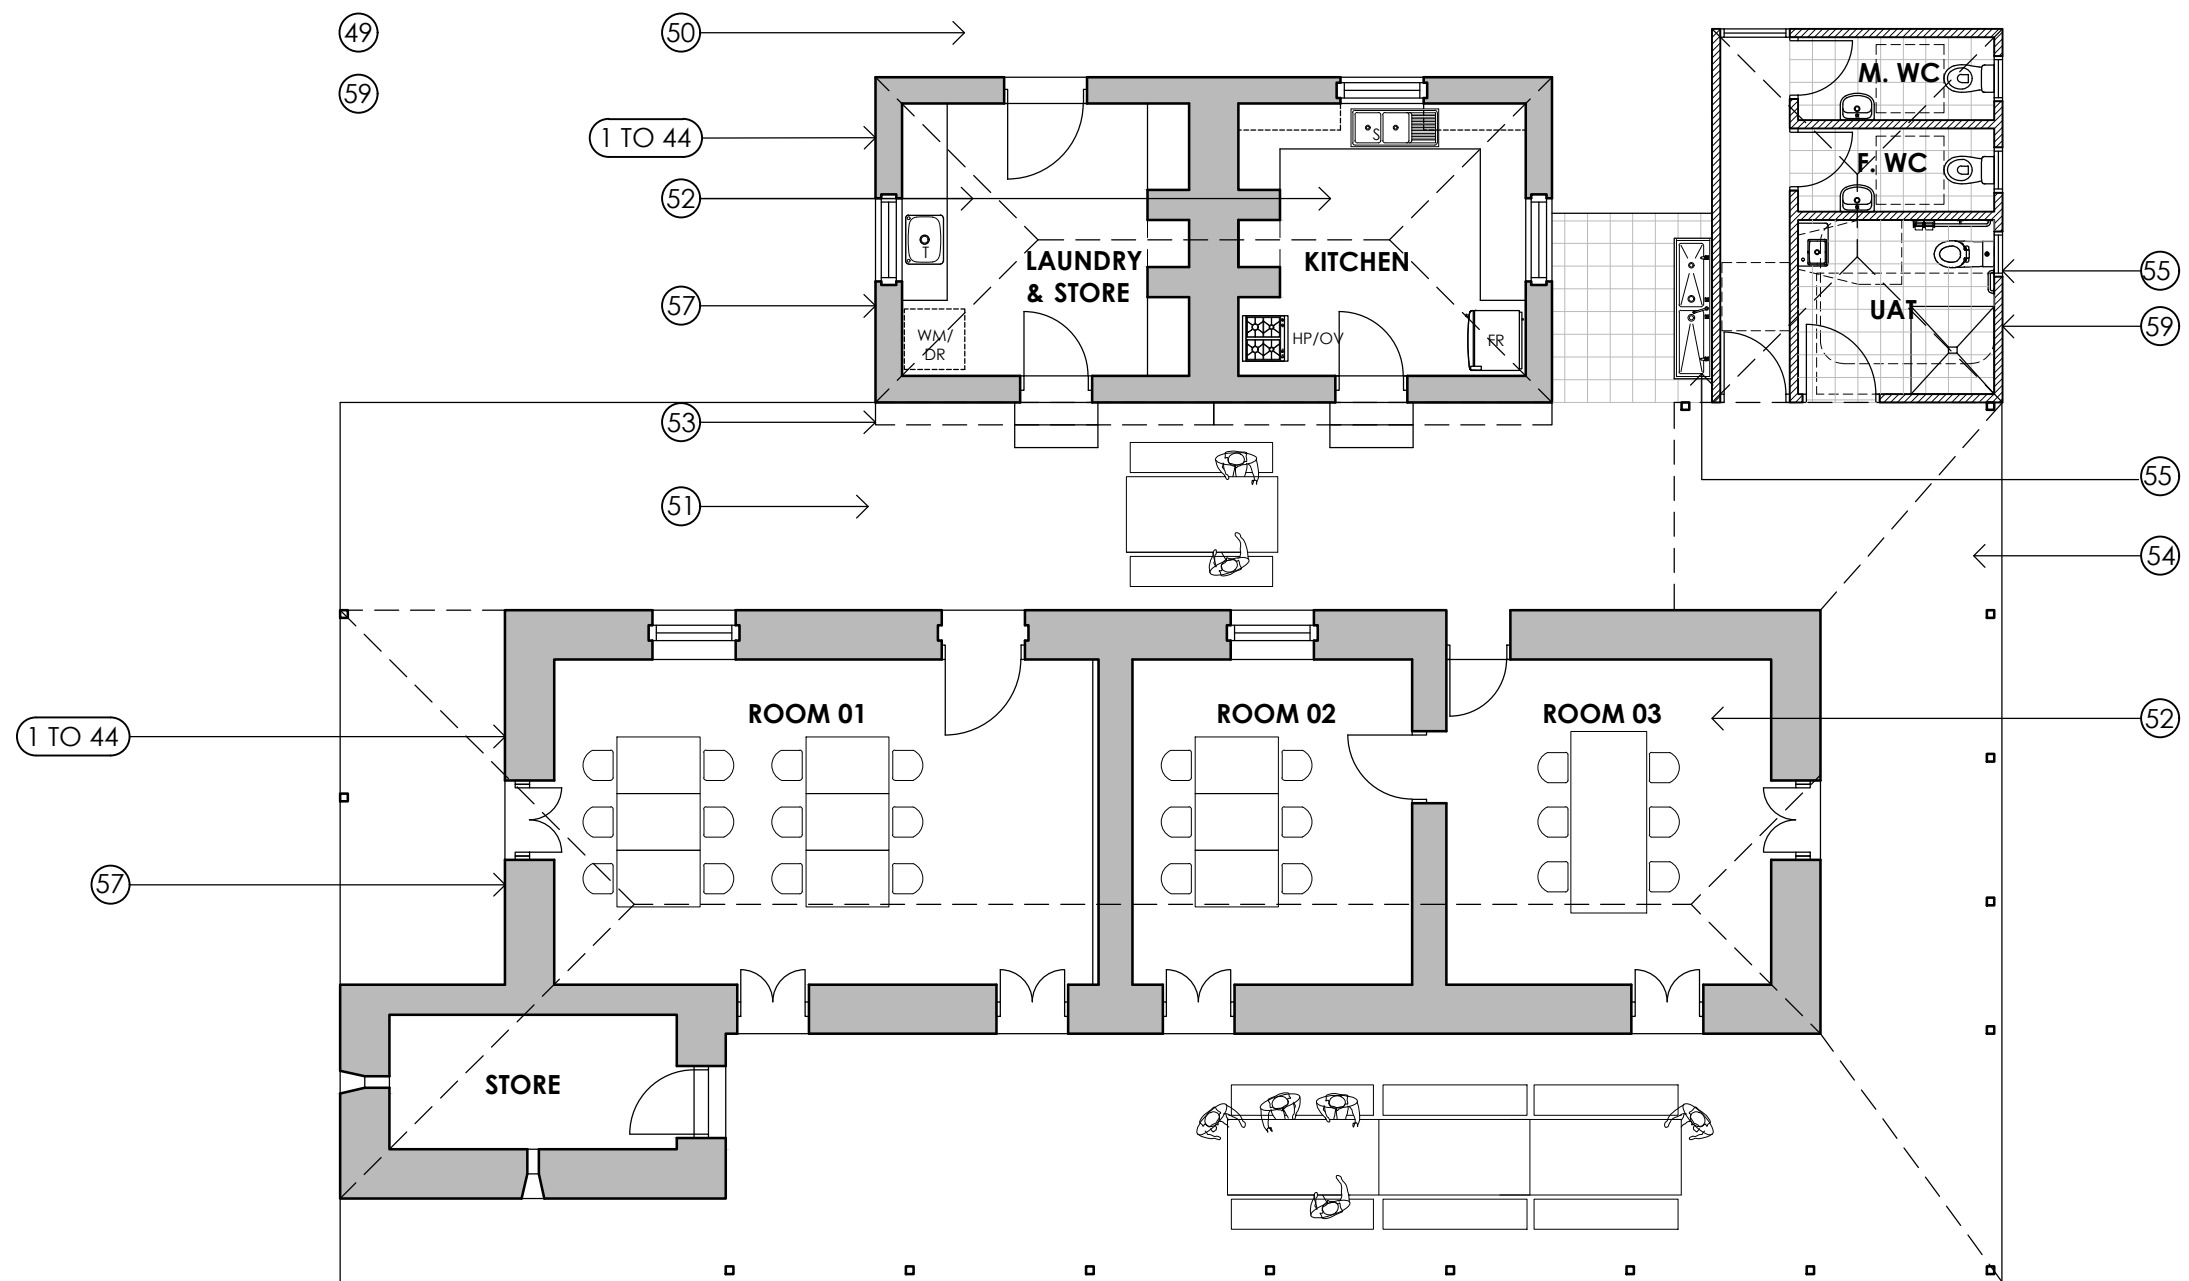 49
50
M. WC
59
1 TO 44
S
F. WC
52
T
LAUNDRY
& STORE
KITCHEN
55
57
UAT
59
WM/
DR
HP/OV
FR
53
55
51
54
ROOM 01
ROOM 02
ROOM 03
52
1 TO 44
57
STORE